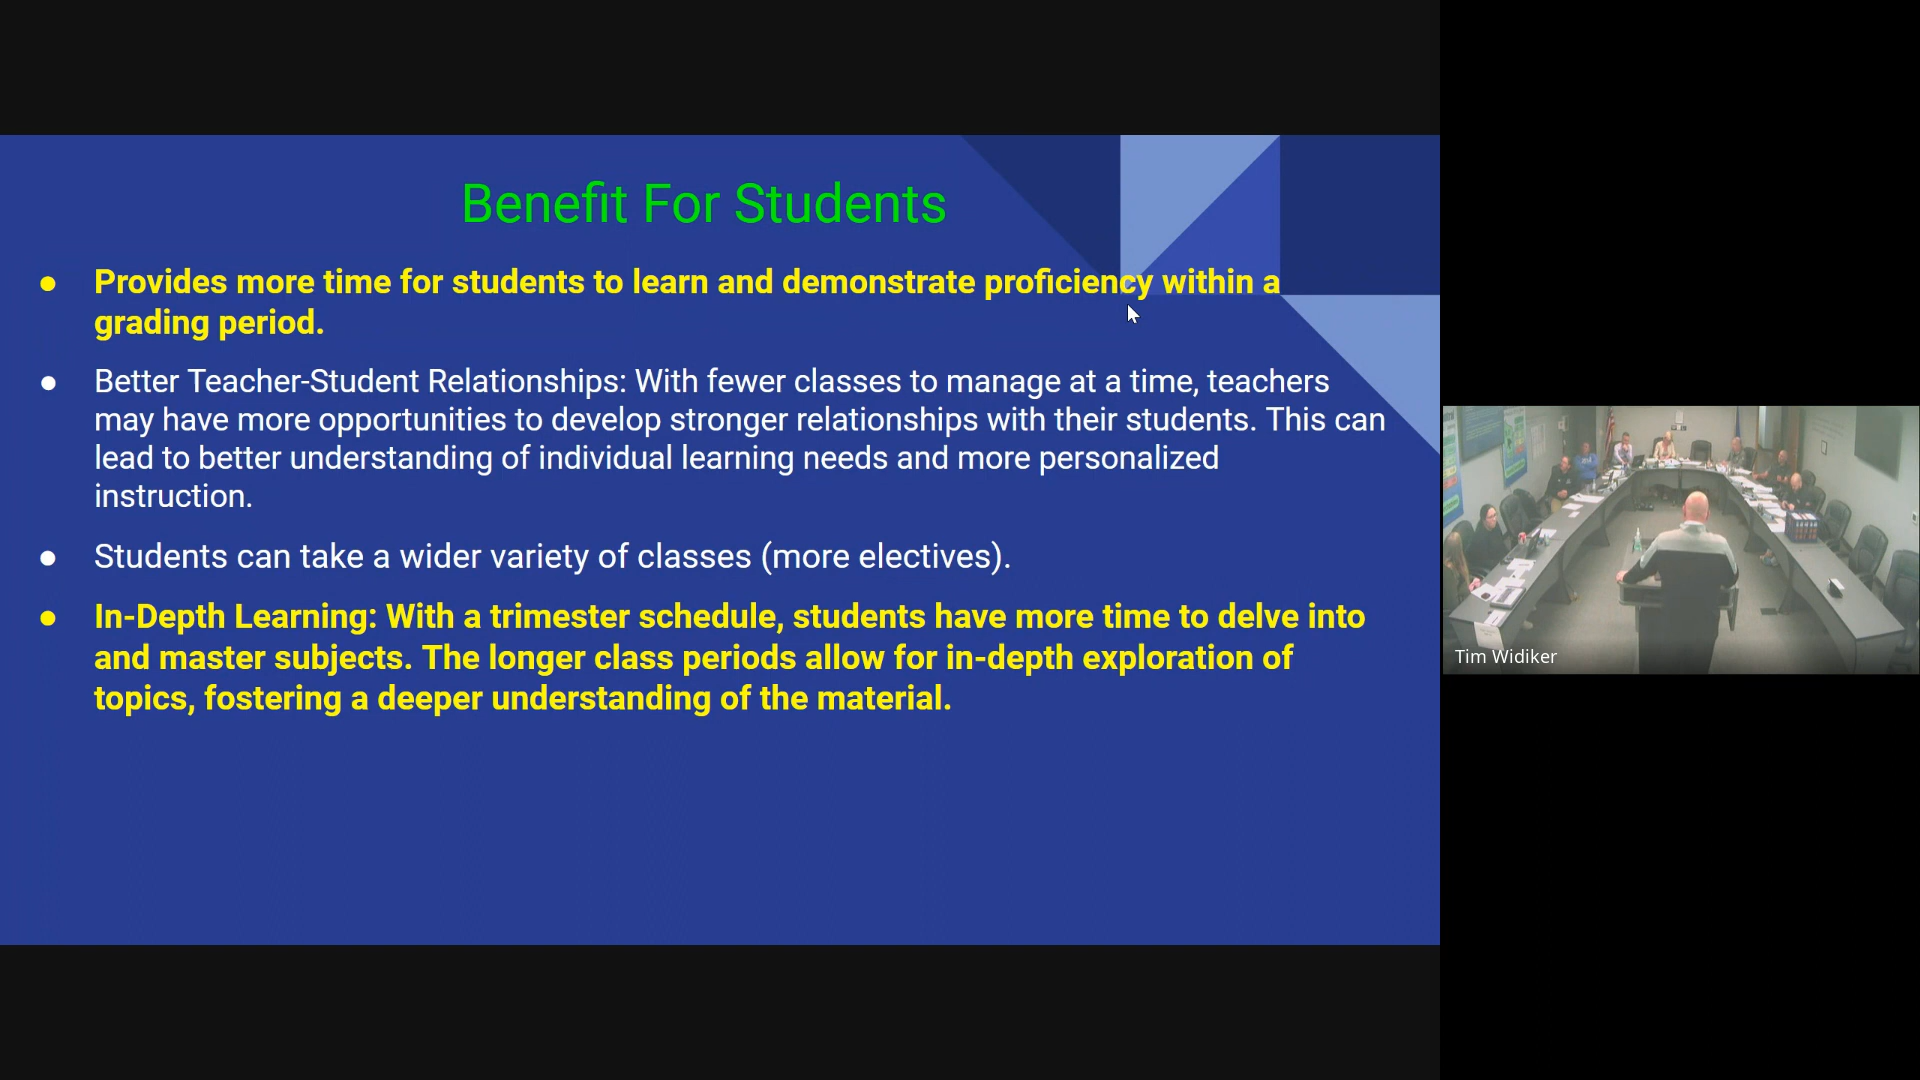 Benefit For Students
● Provides more time for students to learn and demonstrate proficiency within a
grading period.
● Better Teacher-Student Relationships: With fewer classes to manage at a time, teachers
may have more opportunities to develop stronger relationships with their students. This can
lead to better understanding of individual learning needs and more personalized
instruction.
● Students can take a wider variety of classes (more electives).
● In-Depth Learning: With a trimester schedule, students have more time to delve into
and master subjects. The longer class periods allow for in-depth exploration of
topics, fostering a deeper understanding of the material.
Tim Widiker